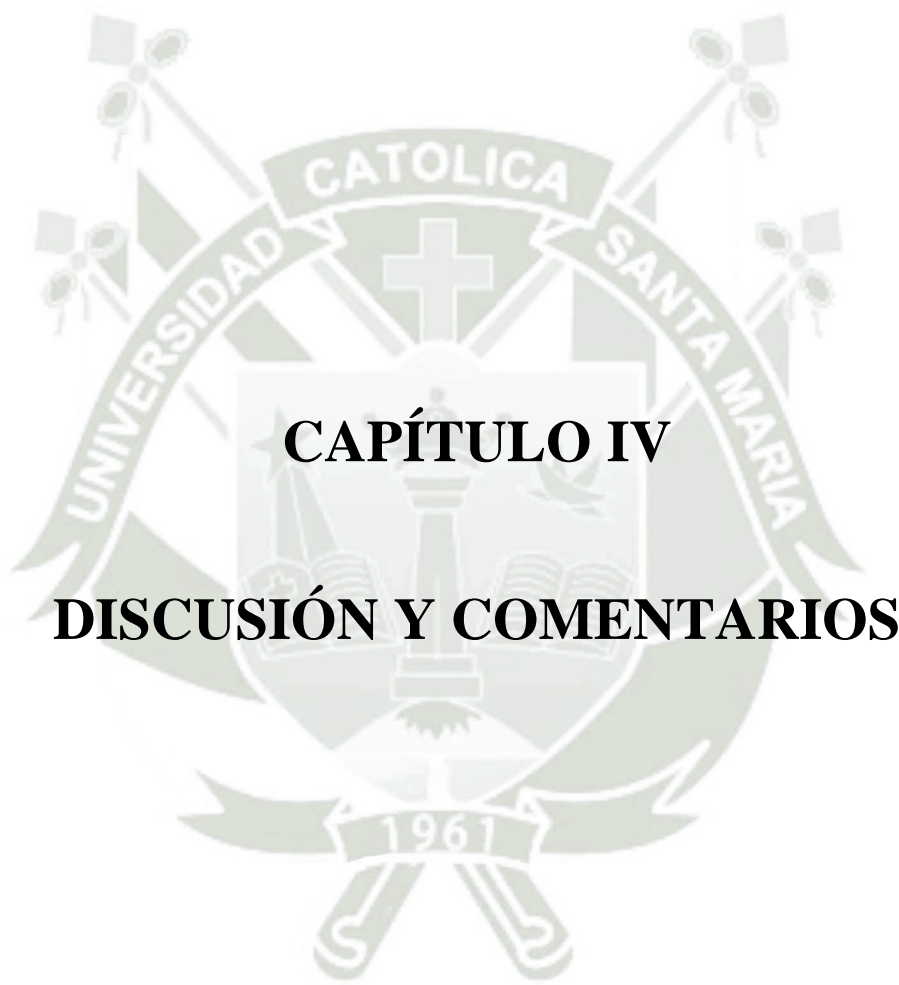 UNIVERSIDAD CATOLICA SANTA MARIA
CAPÍTULO IV
DISCUSIÓN Y COMENTARIOS
1961